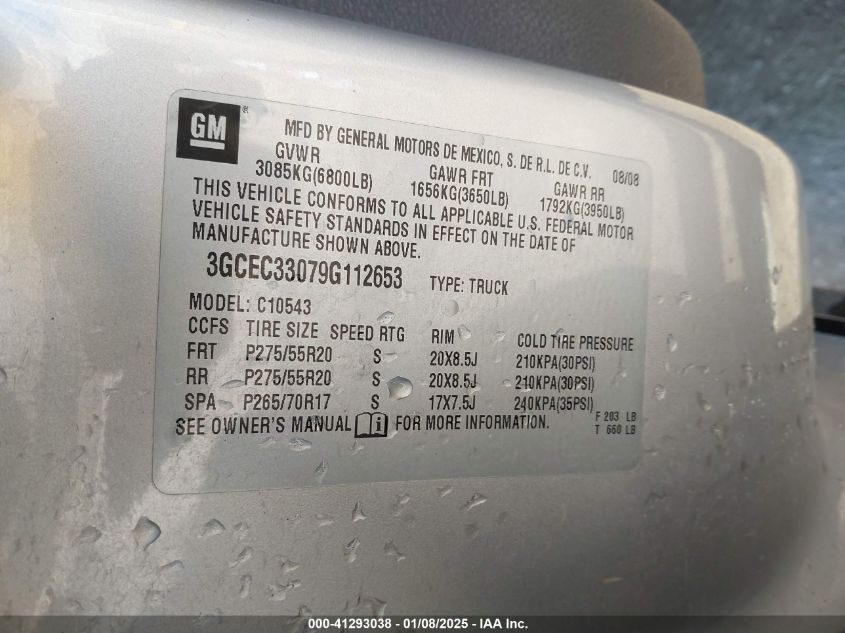 GM ®
MFD BY GENERAL MOTORS DE MEXICO, S. DE R.L. DE C.V. 08/08
GVWR GAWR FRT GAWR RR
3085KG(6800LB) 1656KG(3650LB) 1792KG(3950LB)
THIS VEHICLE CONFORMS TO ALL APPLICABLE U.S. FEDERAL MOTOR
VEHICLE SAFETY STANDARDS IN EFFECT ON THE DATE OF
MANUFACTURE SHOWN ABOVE.
3GCEC33079G112653 TYPE: TRUCK
MODEL: C10543
CCFS TIRE SIZE SPEED RTG RIM COLD TIRE PRESSURE
FRT P275/55R20 S 20X8.5J 210KPA(30PSI)
RR P275/55R20 S 20X8.5J 210KPA(30PSI)
SPA P265/70R17 S 17X7.5J 240KPA(35PSI)
SEE OWNER'S MANUAL i FOR MORE INFORMATION.
F 203 LB
T 660 LB
000-41293038 - 01/08/2025 - IAA Inc.